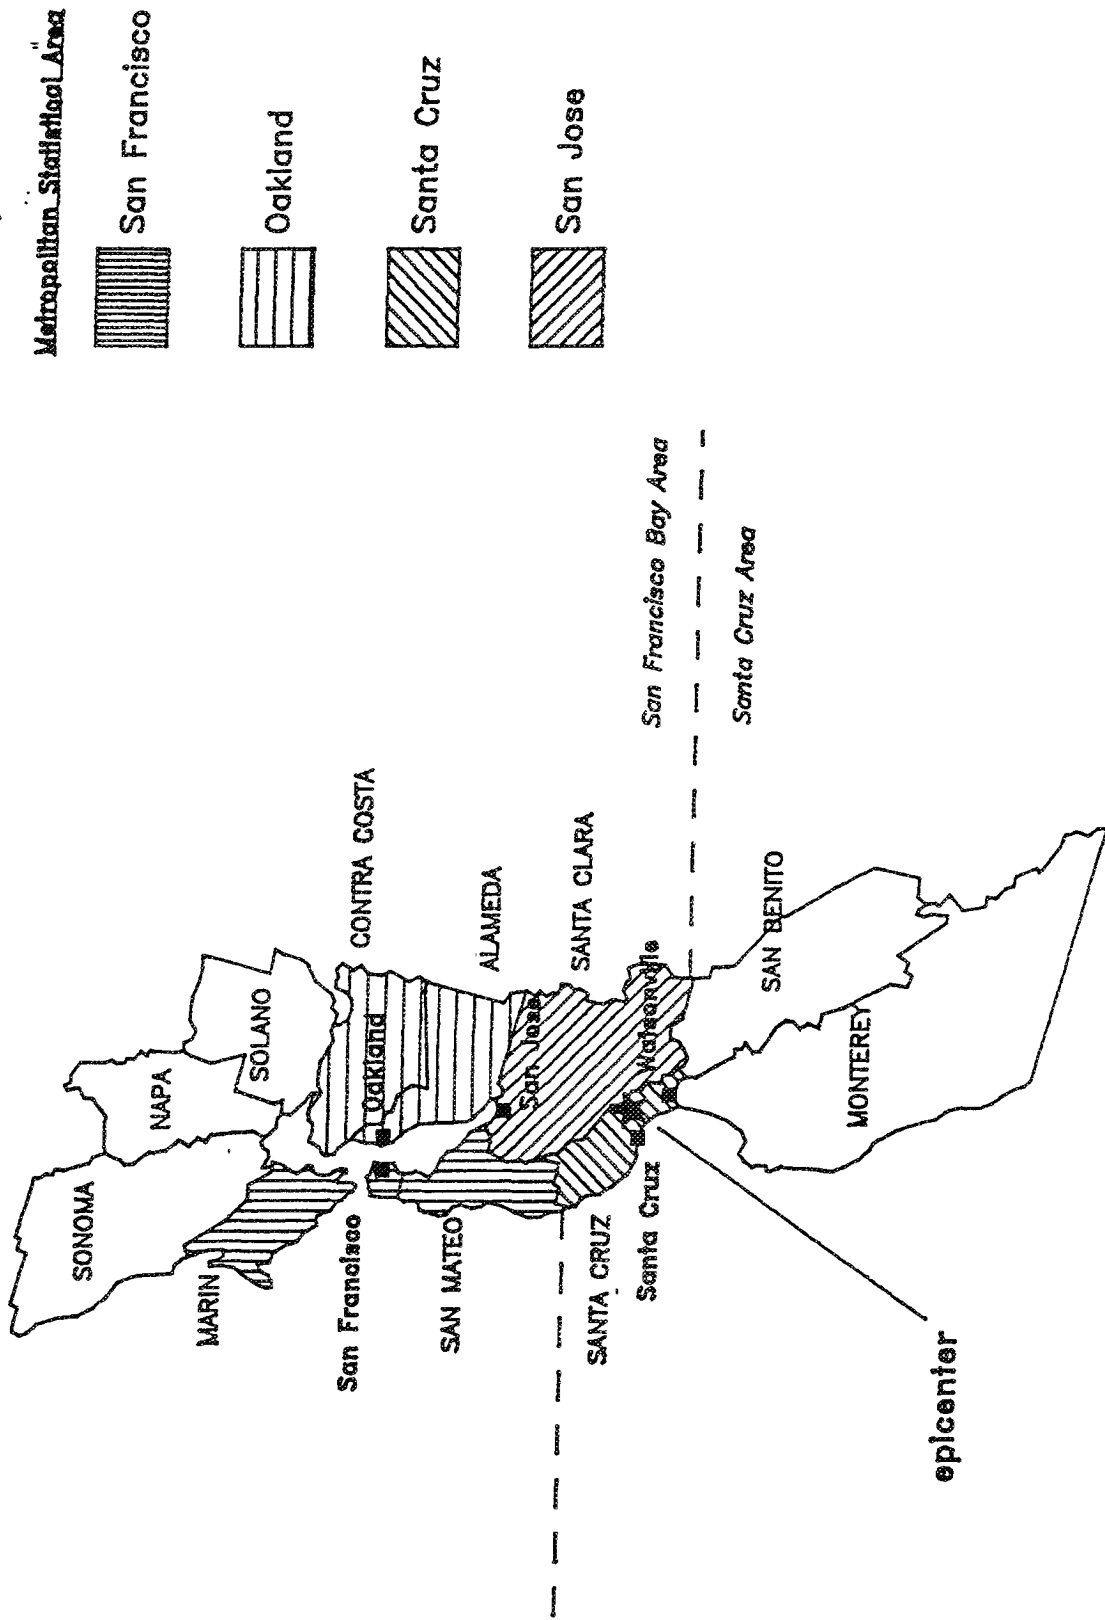 Metropolitan Statistical Area
San Francisco
Oakland
Santa Cruz
San Jose
SONOMA
NAPA
SOLANO
MARIN
CONTRA COSTA
Oakland
San Francisco
ALAMEDA
SAN MATEO
San Jose
SANTA CLARA
San Francisco Bay Area
Santa Cruz Area
SANTA CRUZ
Santa Cruz
Watsonville
SAN BENITO
MONTEREY
epicenter